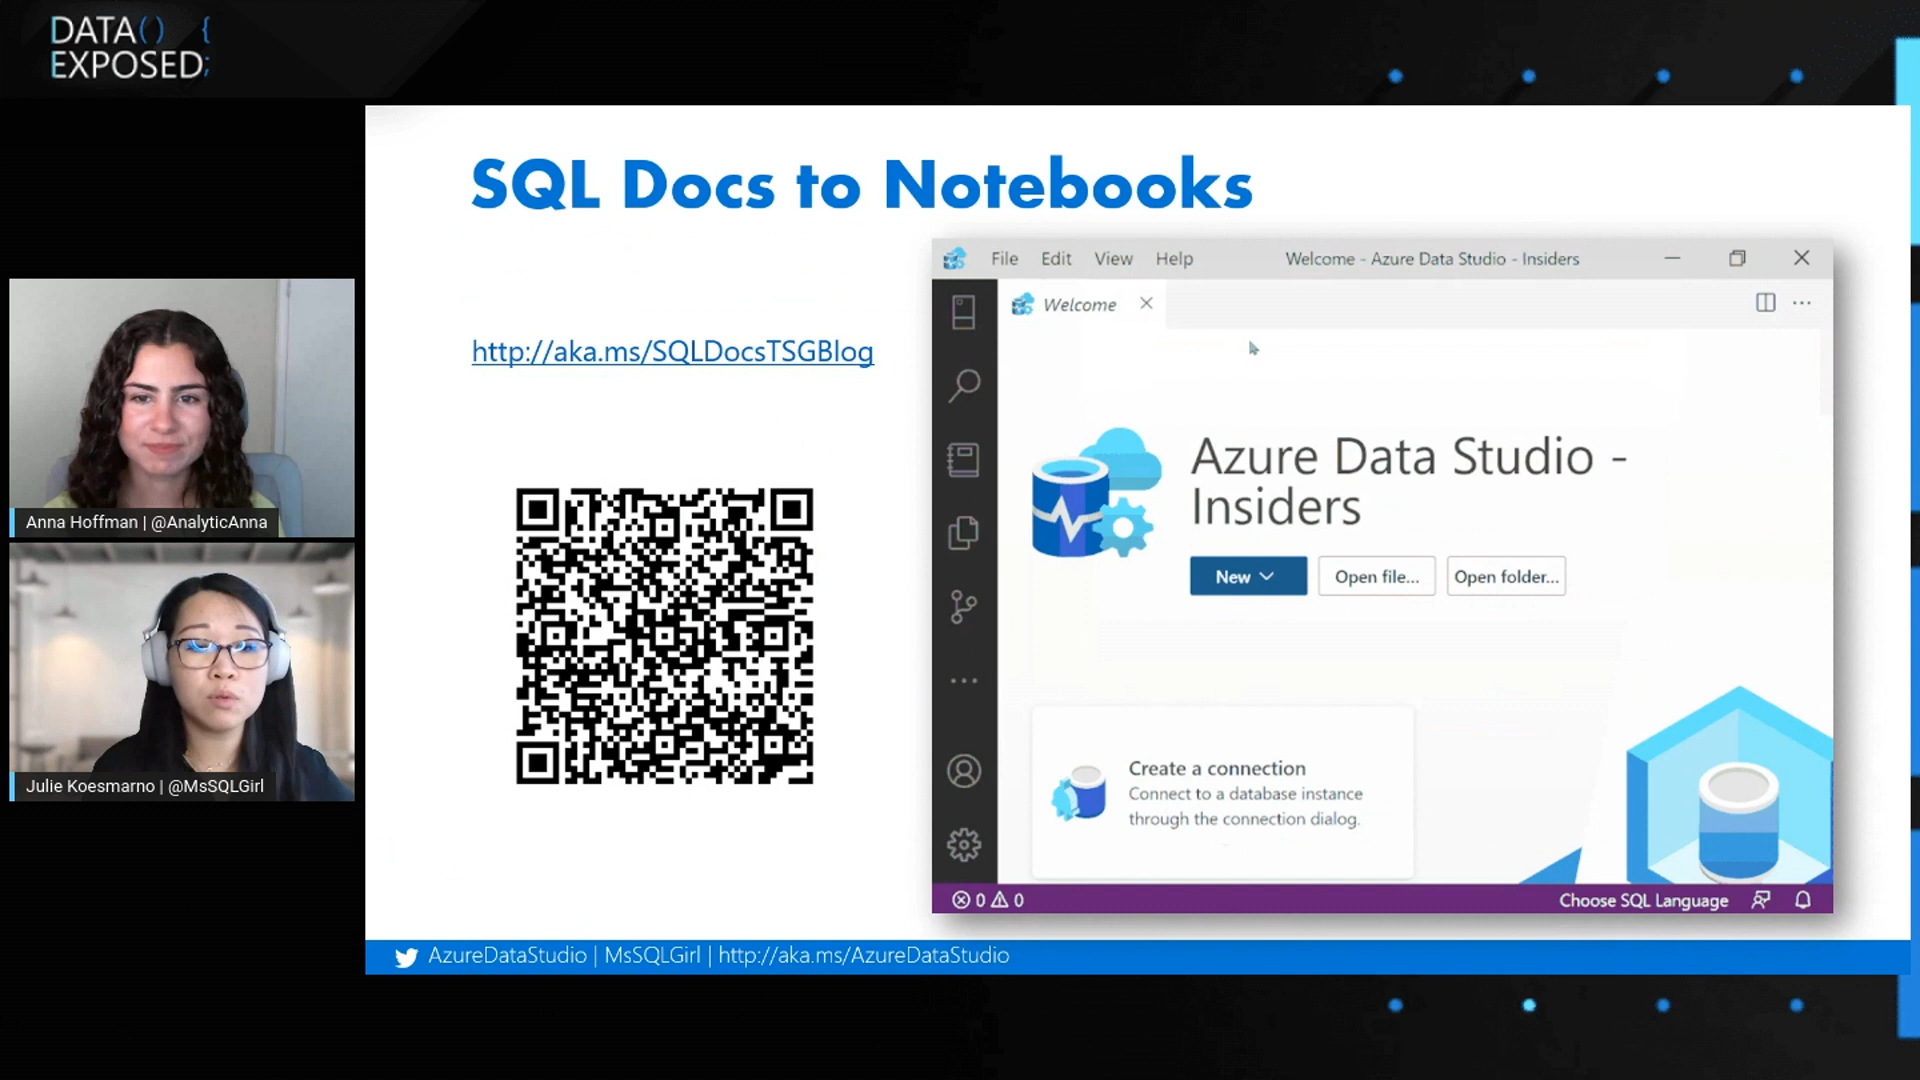 DATA() {
EXPOSED;
SQL Docs to Notebooks
http://aka.ms/SQLDocsTSGBlog
File Edit View Help Welcome - Azure Data Studio - Insiders
Welcome
Azure Data Studio -
Insiders
New Open file... Open folder...
Create a connection
Connect to a database instance
through the connection dialog.
0 0 Choose SQL Language
Anna Hoffman | @AnalyticAnna
Julie Koesmarno | @MsSQLGirl
AzureDataStudio | MsSQLGirl | http://aka.ms/AzureDataStudio